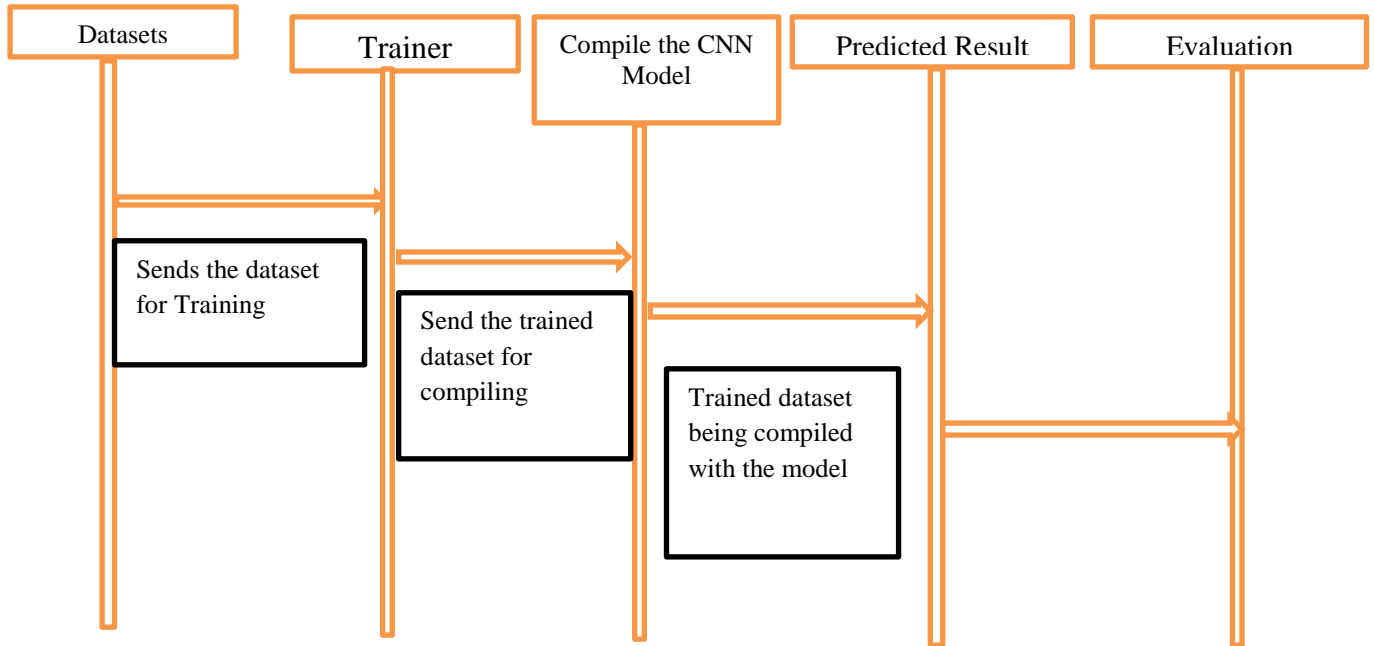 Datasets
Trainer
Compile the CNN
Model
Predicted Result
Evaluation
Sends the dataset
for Training
Send the trained
dataset for
compiling
Trained dataset
being compiled
with the model